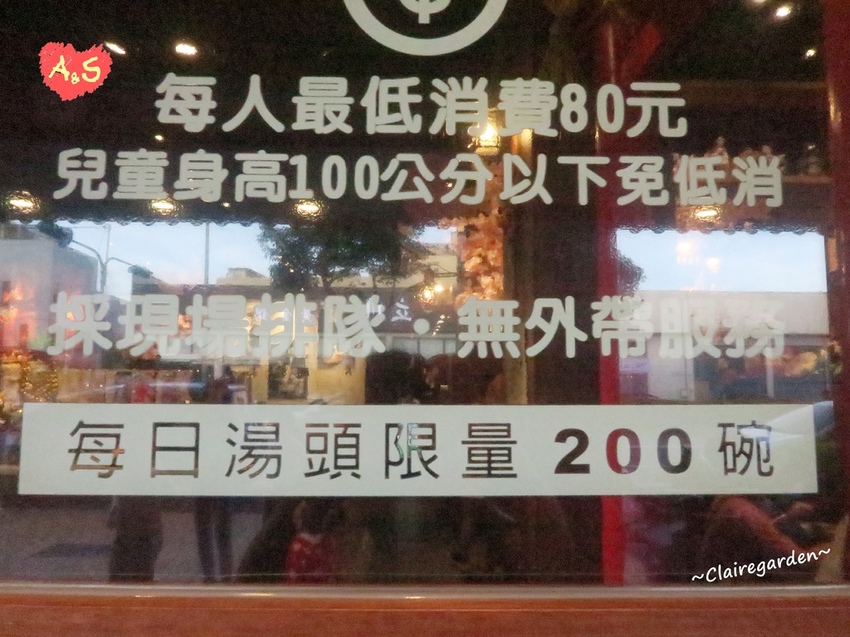 A&S
每人最低消費80元
兒童身高100公分以下免低消
採現場排隊・無外帶服務
每日湯頭限量 200 碗
~Clairegarden~